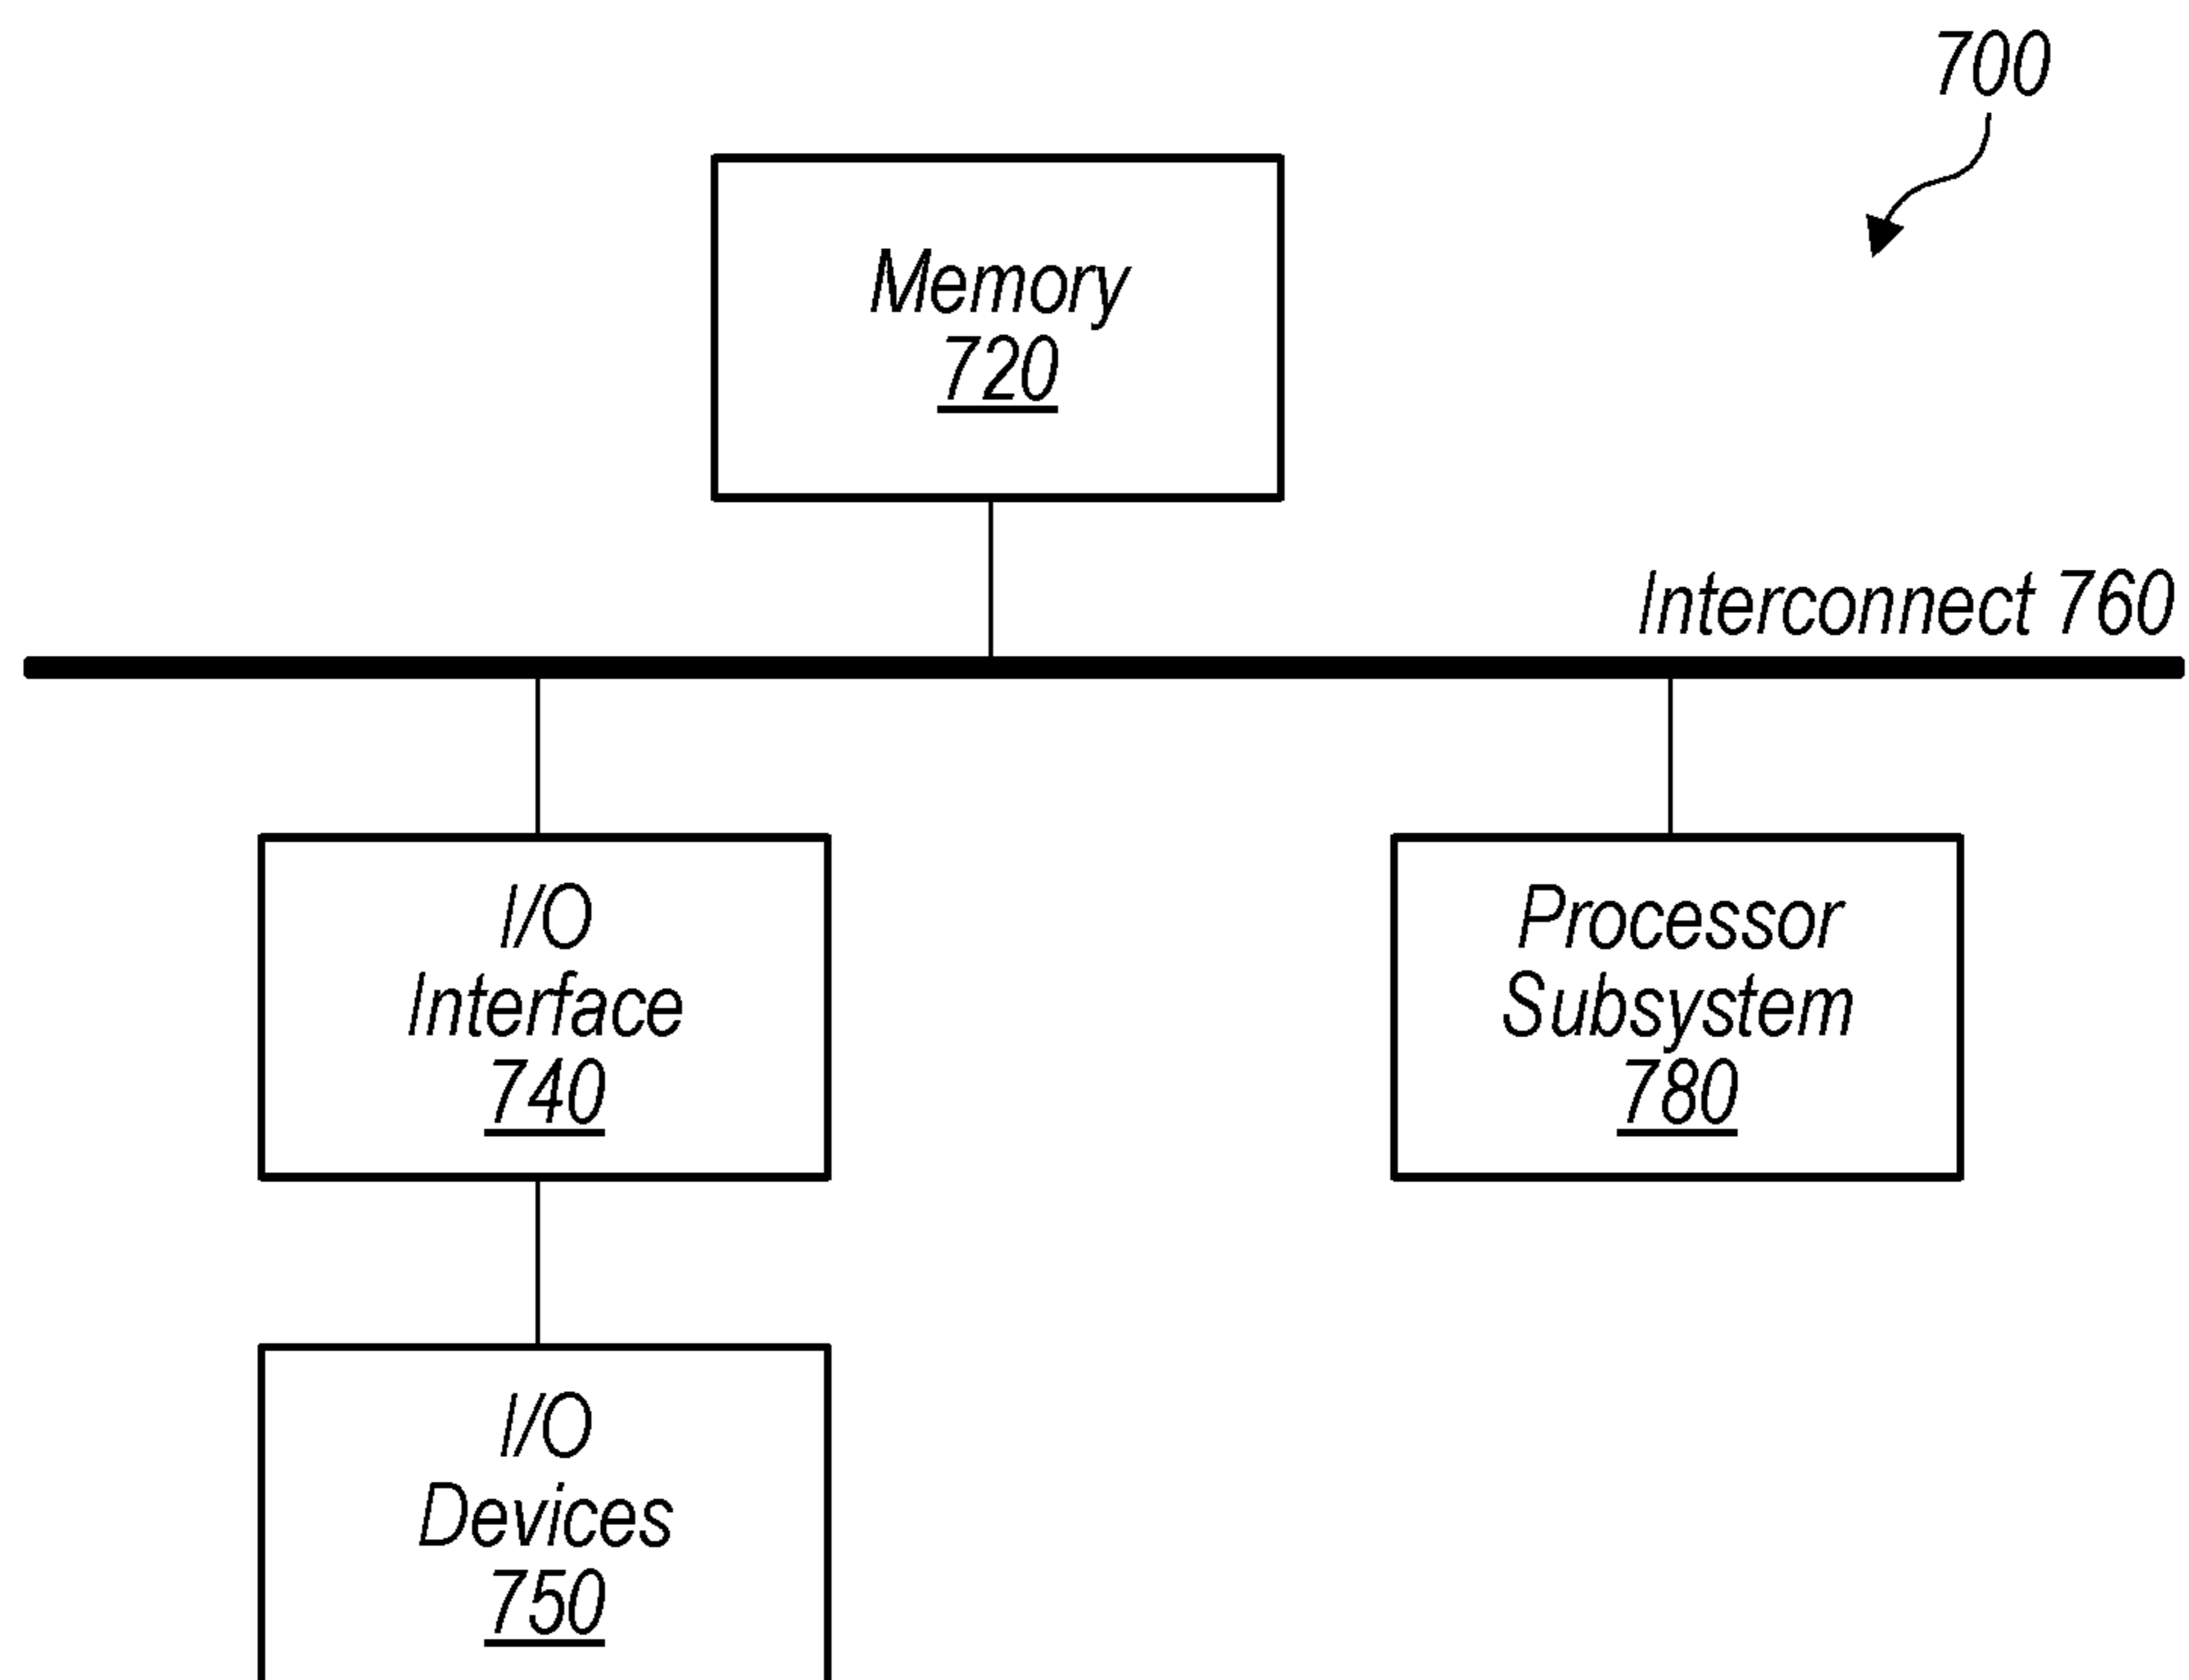 700
Memory
720
Interconnect 760
I/O
Interface
740
Processor
Subsystem
780
I/O
Devices
750